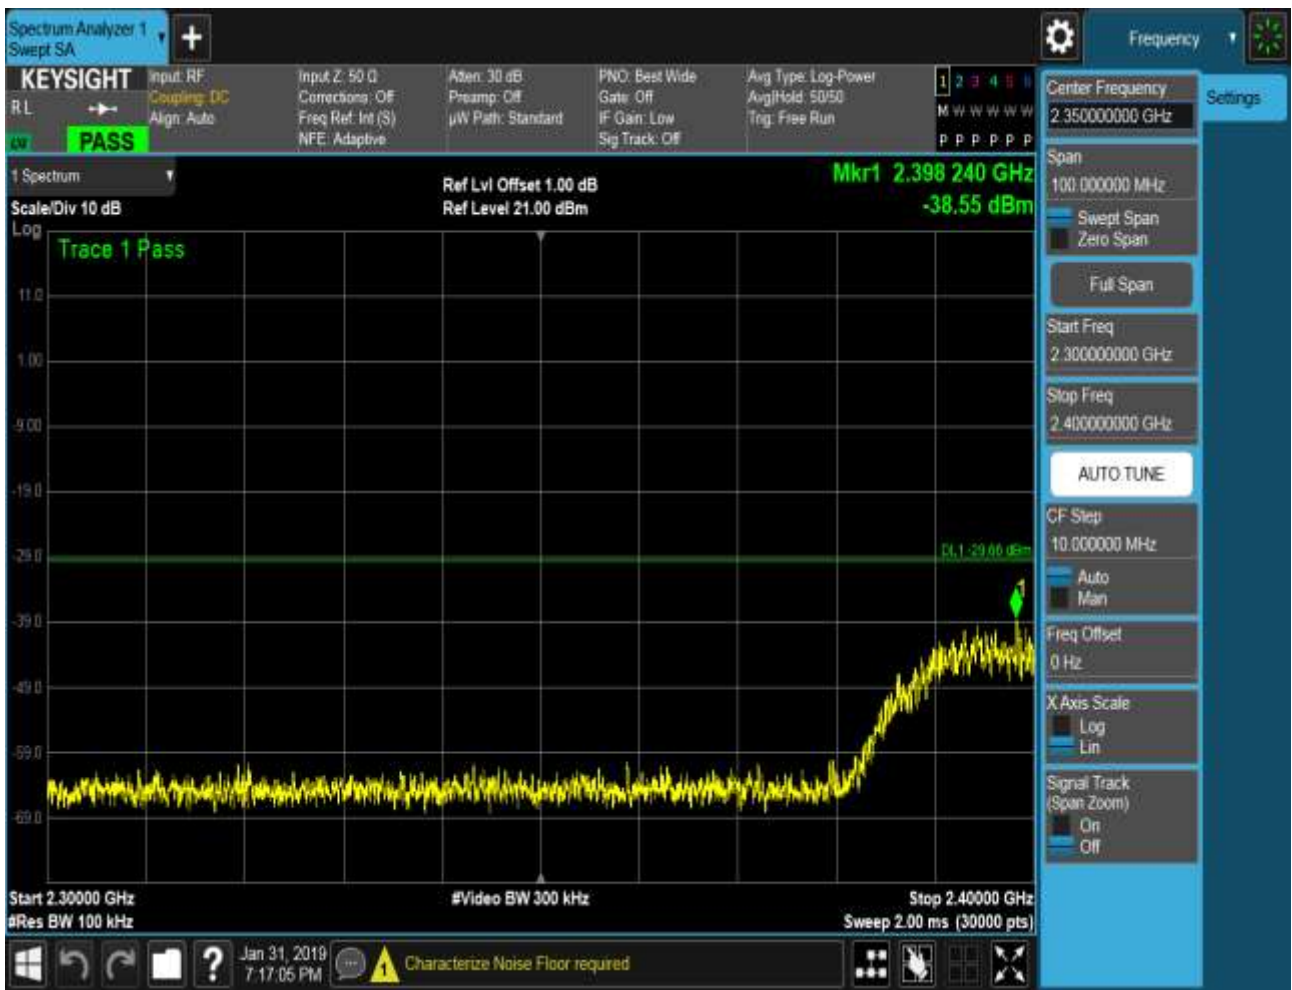 Spectrum Analyzer 1
Swept SA
+
Frequency
KEYSIGHT
R L
PASS
Input: RF
Coupling: DC
Align: Auto
Input Z: 50 Ω
Corrections: Off
Freq Ref: Int (S)
NFE: Adaptive
Atten: 30 dB
Preamp: Off
µW Path: Standard
PNO: Best Wide
Gate: Off
IF Gain: Low
Sig Track: Off
Avg Type: Log-Power
Avg|Hold: 50/50
Trig: Free Run
1 2 3 4 5 6
M W W W W W
P P P P P P
1 Spectrum
Scale/Div 10 dB
Log
Ref Lvl Offset 1.00 dB
Ref Level 21.00 dBm
Mkr1 2.398 240 GHz
-38.55 dBm
Trace 1 Pass
11.0
1.00
-9.00
-19.0
-29.0
DL1 -29.66 dBm
1
-39.0
-49.0
-59.0
-69.0
Start 2.30000 GHz
#Video BW 300 kHz
Stop 2.40000 GHz
#Res BW 100 kHz
Sweep 2.00 ms (30000 pts)
Jan 31, 2019
7:17:05 PM
?
1
Characterize Noise Floor required
Center Frequency
2.350000000 GHz
Settings
Span
100.000000 MHz
Swept Span
Zero Span
Full Span
Start Freq
2.300000000 GHz
Stop Freq
2.400000000 GHz
AUTO TUNE
CF Step
10.000000 MHz
Auto
Man
Freq Offset
0 Hz
X Axis Scale
Log
Lin
Signal Track
(Span Zoom)
On
Off